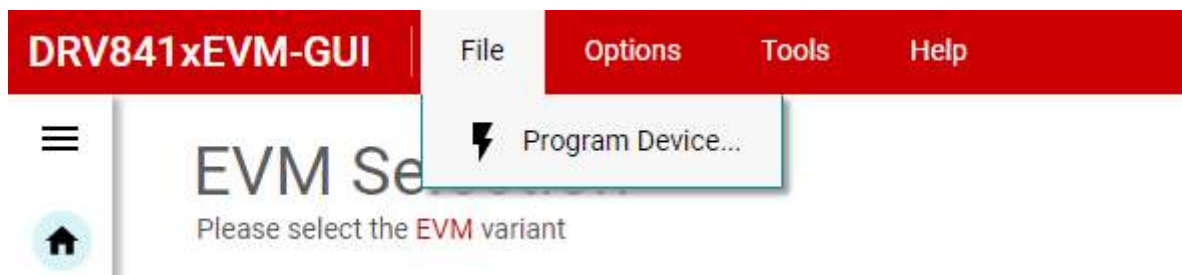 DRV841xEVM-GUI File Options Tools Help
Program Device...
EVM Se
Please select the EVM variant